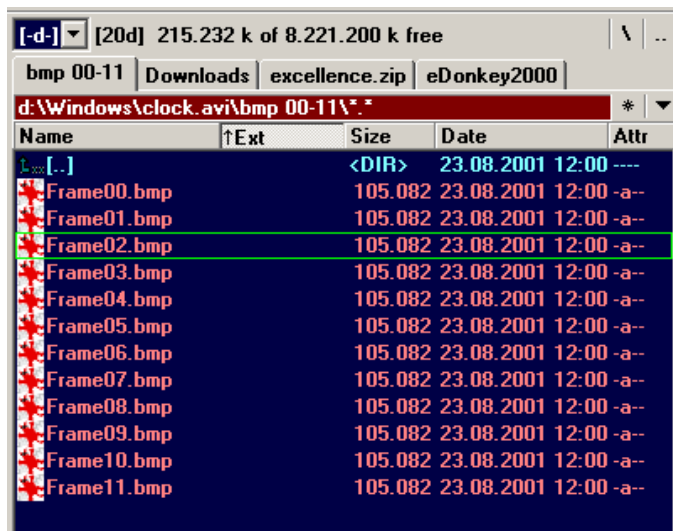 [-d-] [20d] 215.232 k of 8.221.200 k free \ ..
bmp 00-11 Downloads excellence.zip eDonkey2000
d:\Windows\clock.avi\bmp 00-11\*.* * ▼
Name ↑Ext Size Date Attr
[..] <DIR> 23.08.2001 12:00 ----
Frame00.bmp 105.082 23.08.2001 12:00 -a--
Frame01.bmp 105.082 23.08.2001 12:00 -a--
Frame02.bmp 105.082 23.08.2001 12:00 -a--
Frame03.bmp 105.082 23.08.2001 12:00 -a--
Frame04.bmp 105.082 23.08.2001 12:00 -a--
Frame05.bmp 105.082 23.08.2001 12:00 -a--
Frame06.bmp 105.082 23.08.2001 12:00 -a--
Frame07.bmp 105.082 23.08.2001 12:00 -a--
Frame08.bmp 105.082 23.08.2001 12:00 -a--
Frame09.bmp 105.082 23.08.2001 12:00 -a--
Frame10.bmp 105.082 23.08.2001 12:00 -a--
Frame11.bmp 105.082 23.08.2001 12:00 -a--